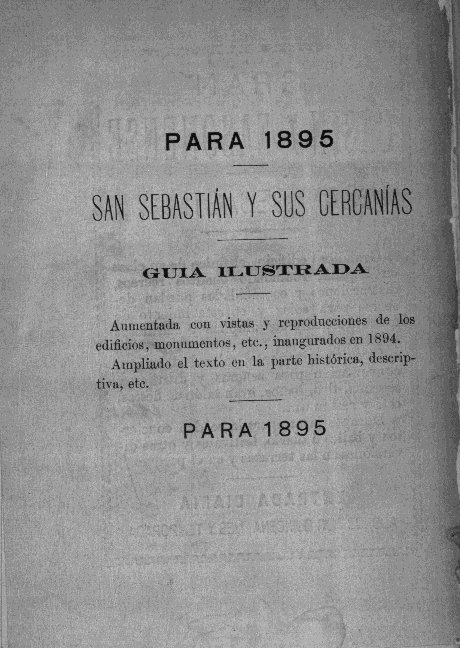 PARA 1895
SAN SEBASTIÁN Y SUS CERCANÍAS
GUIA ILUSTRADA
Aumentada con vistas y reproducciones de los
edificios, monumentos, etc., inaugurados en 1894.
Ampliado el texto en la parte histórica, descrip-
tiva, etc.
PARA 1895